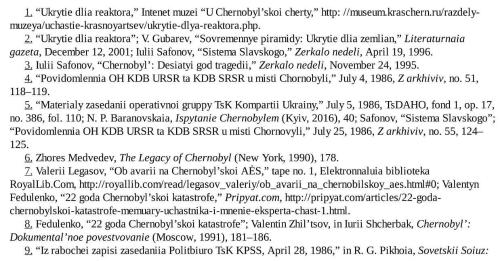 1. "Ukrytie dlia reaktora," Intenet muzei "U Chernobyl'skoi cherty," http: //museum.kraschern.ru/razdely-
muzeya/uchastie-krasnoyartsev/ukrytie-dlya-reaktora.php.
2. "Ukrytie dlia reaktora"; V. Gubarev, "Sovremennye piramidy: Ukrytie dlia zemlian," Literaturnaia
gazeta, December 12, 2001; Iulii Safonov, "Sistema Slavskogo," Zerkalo nedeli, April 19, 1996.
3. Iulii Safonov, "Chernobyl': Desiatyi god tragedii," Zerkalo nedeli, November 24, 1995.
4. "Povidomlennia OH KDB URSR ta KDB SRSR u misti Chornobyli," July 4, 1986, Z arkhiviv, no. 51,
118–119.
5. "Materialy zasedanii operativnoi gruppy TsK Kompartii Ukrainy," July 5, 1986, TsDAHO, fond 1, op. 17,
no. 386, fol. 110; N. P. Baranovskaia, Ispytanie Chernobylem (Kyiv, 2016), 40; Safonov, "Sistema Slavskogo";
"Povidomlennia OH KDB URSR ta KDB SRSR u misti Chornovyli," July 25, 1986, Z arkhiviv, no. 55, 124–
125.
6. Zhores Medvedev, The Legacy of Chernobyl (New York, 1990), 178.
7. Valerii Legasov, "Ob avarii na Chernobyl'skoi AĖS," tape no. 1, Elektronnaluia biblioteka
RoyalLib.Com, http://royallib.com/read/legasov_valeriy/ob_avarii_na_chernobilskoy_aes.html#0; Valentyn
Fedulenko, "22 goda Chernobyl'skoi katastrofe," Pripyat.com, http://pripyat.com/articles/22-goda-
chernobylskoi-katastrofe-memuary-uchastnika-i-mnenie-eksperta-chast-1.html.
8. Fedulenko, "22 goda Chernobyl'skoi katastrofe"; Valentin Zhil'tsov, in Iurii Shcherbak, Chernobyl':
Dokumental'noe povestvovanie (Moscow, 1991), 181–186.
9. "Iz rabochei zapisi zasedaniia Politbiuro TsK KPSS, April 28, 1986," in R. G. Pikhoia, Sovetskii Soiuz: